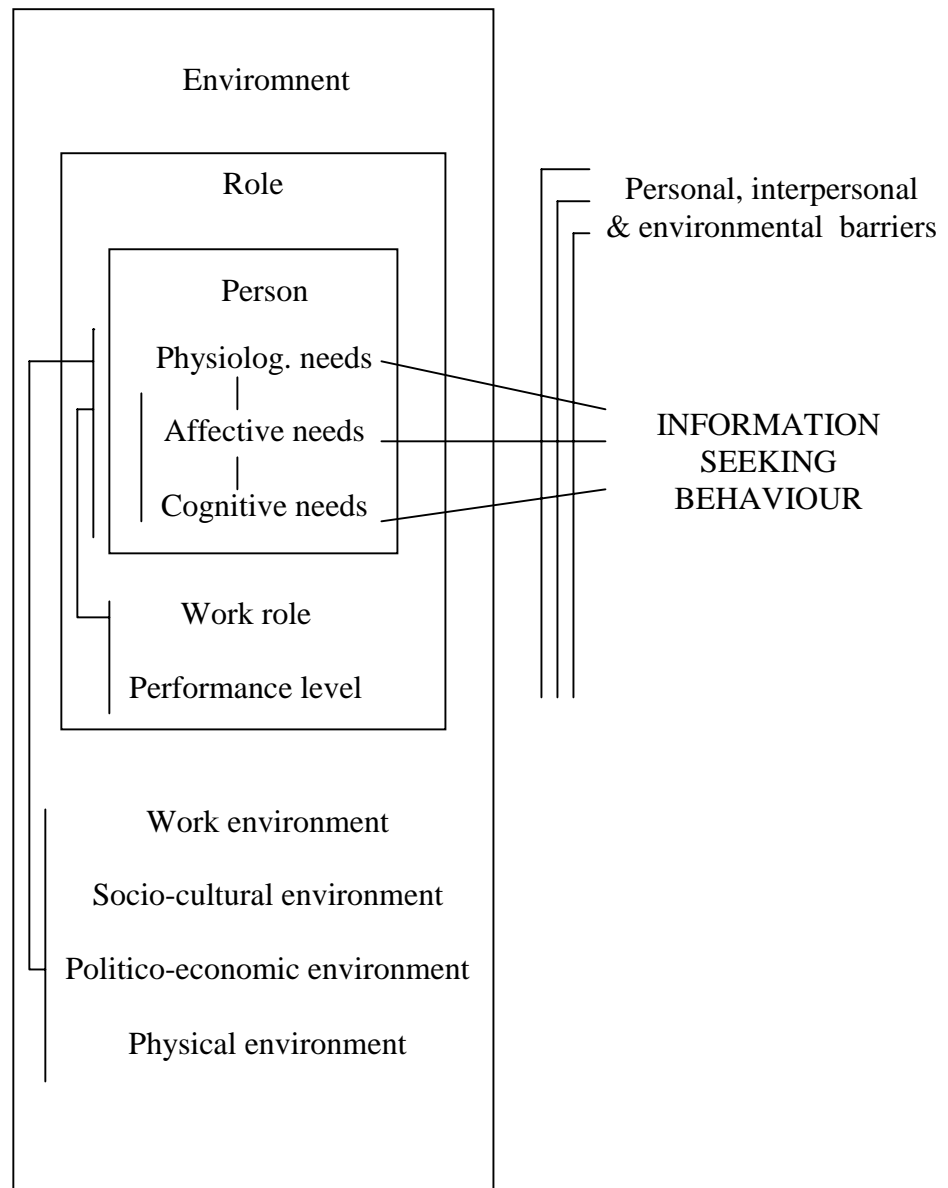 Enviromnent
Role
Personal, interpersonal
& environmental barriers
Person
Physiolog. needs
Affective needs
Cognitive needs
INFORMATION
SEEKING
BEHAVIOUR
Work role
Performance level
Work environment
Socio-cultural environment
Politico-economic environment
Physical environment